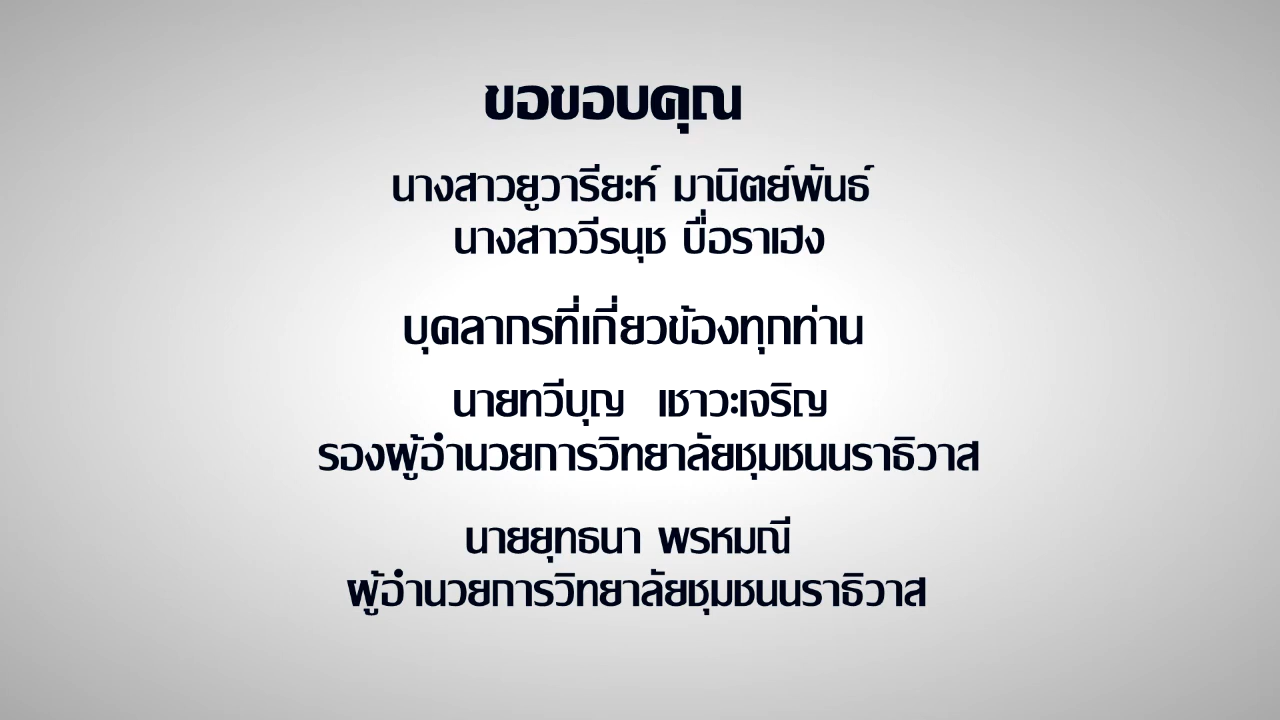 ขอขอบคุณ
นางสาวยูวารียะห์ มานิตย์พันธ์
นางสาววีรนุช บือราเฮง
บุคลากรที่เกี่ยวข้องทุกท่าน
นายทวีบุญ เชาวะเจริญ
รองผู้อำนวยการวิทยาลัยชุมชนนราธิวาส
นายยุทธนา พรหมณี
ผู้อำนวยการวิทยาลัยชุมชนนราธิวาส